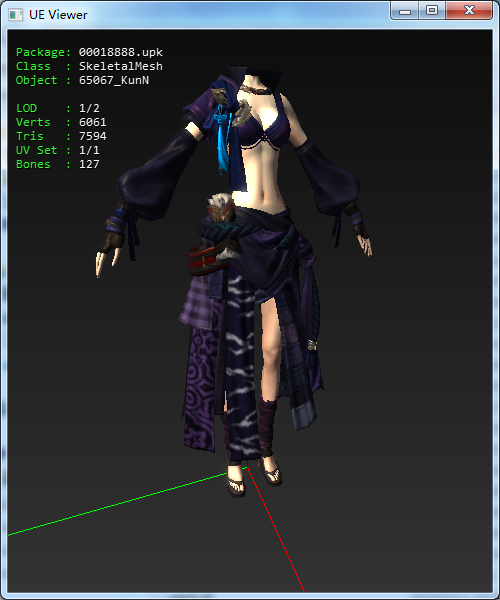 UE Viewer
Package: 00018888.upk
Class : SkeletalMesh
Object : 65067_KunN
LOD : 1/2
Verts : 6061
Tris : 7594
UV Set : 1/1
Bones : 127